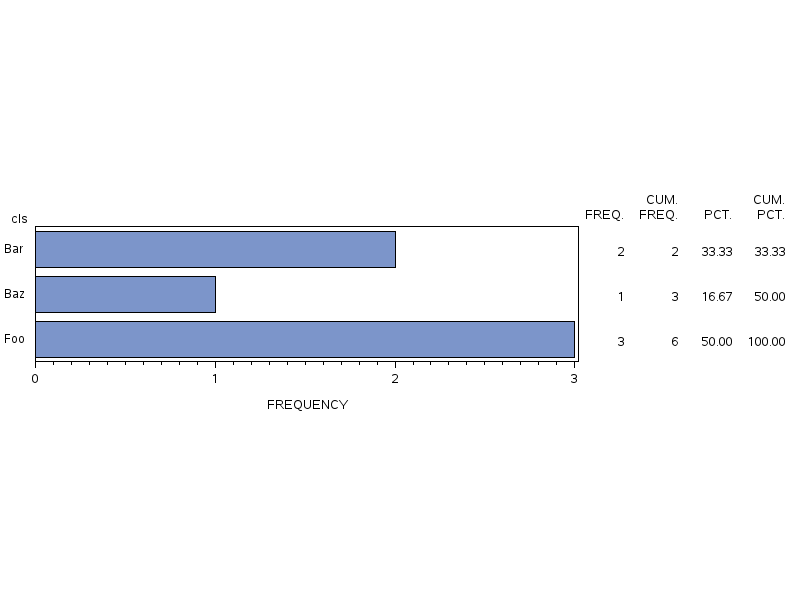 CUM. CUM.
cls FREQ. FREQ. PCT. PCT.
Bar 2 2 33.33 33.33
Baz 1 3 16.67 50.00
Foo 3 6 50.00 100.00
0 1 2 3
FREQUENCY